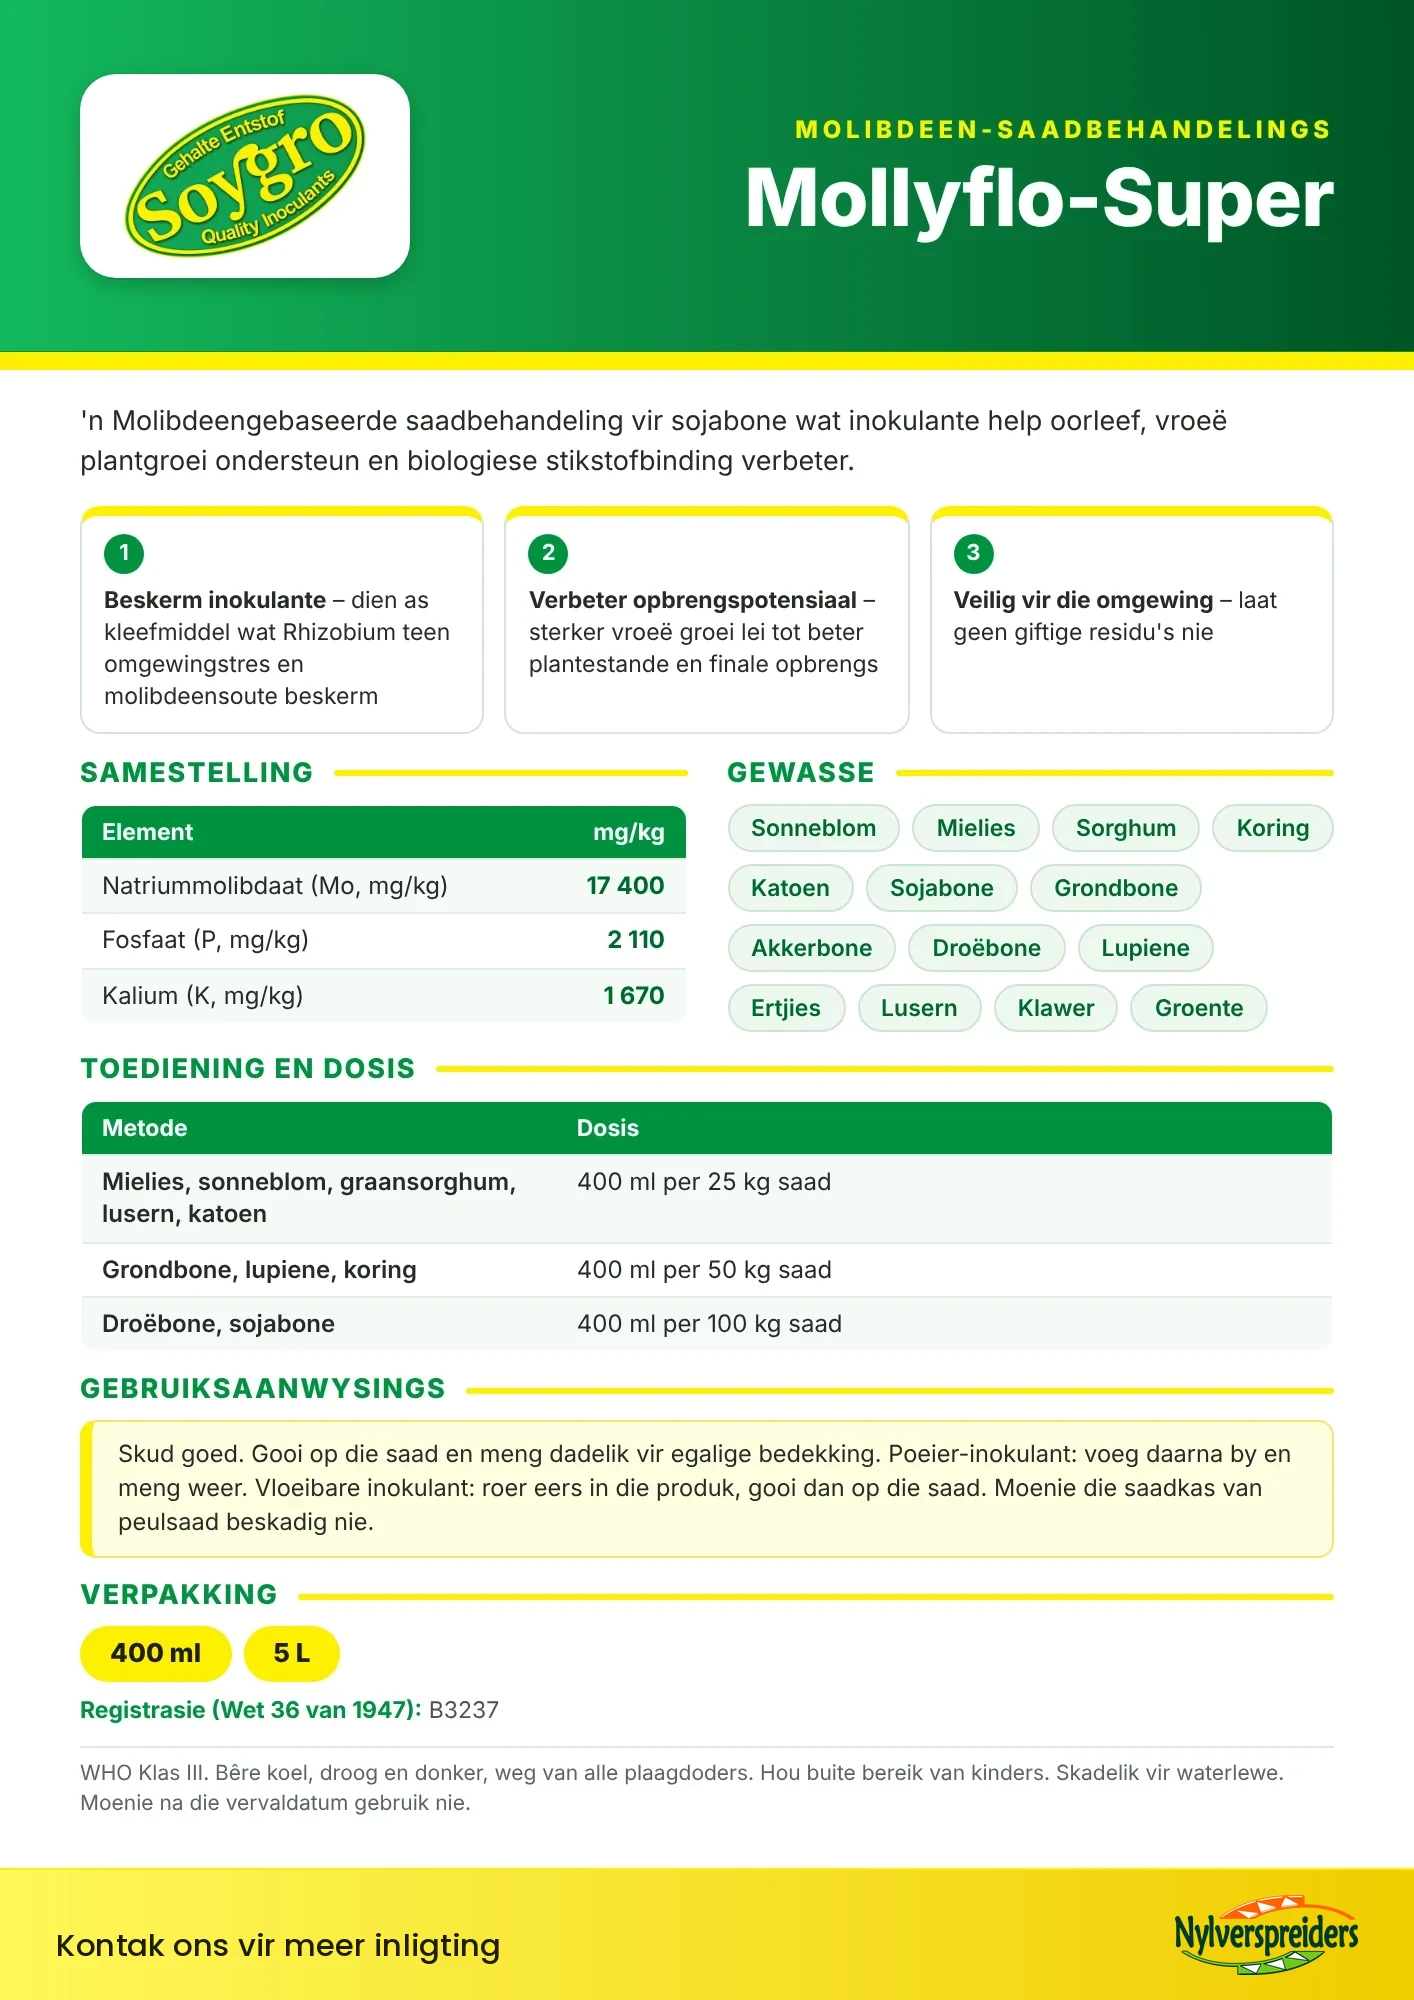 Gehalte Entstof
Soygro
Quality Inoculants
MOLIBDEEN-SAADBEHANDELINGS
Mollyflo-Super
'n Molibdeengebaseerde saadbehandeling vir sojabone wat inokulante help oorleef, vroeë
plantgroei ondersteun en biologiese stikstofbinding verbeter.
1
Beskerm inokulante – dien as
kleefmiddel wat Rhizobium teen
omgewingstres en
molibdeensoute beskerm
2
Verbeter opbrengspotensiaal –
sterker vroeë groei lei tot beter
plantestande en finale opbrengs
3
Veilig vir die omgewing – laat
geen giftige residu's nie
SAMESTELLING
Element mg/kg
Natriummolibdaat (Mo, mg/kg) 17 400
Fosfaat (P, mg/kg) 2 110
Kalium (K, mg/kg) 1 670
GEWASSE
Sonneblom Mielies Sorghum Koring
Katoen Sojabone Grondbone
Akkerbone Droëbone Lupiene
Ertjies Lusern Klawer Groente
TOEDIENING EN DOSIS
Metode Dosis
Mielies, sonneblom, graansorghum, 400 ml per 25 kg saad
lusern, katoen
Grondbone, lupiene, koring 400 ml per 50 kg saad
Droëbone, sojabone 400 ml per 100 kg saad
GEBRUIKSAANWYSINGS
Skud goed. Gooi op die saad en meng dadelik vir egalige bedekking. Poeier-inokulant: voeg daarna by en
meng weer. Vloeibare inokulant: roer eers in die produk, gooi dan op die saad. Moenie die saadkas van
peulsaad beskadig nie.
VERPAKKING
400 ml 5 L
Registrasie (Wet 36 van 1947): B3237
WHO Klas III. Bêre koel, droog en donker, weg van alle plaagdoders. Hou buite bereik van kinders. Skadelik vir waterlewe.
Moenie na die vervaldatum gebruik nie.
Kontak ons vir meer inligting
Nylverspreiders